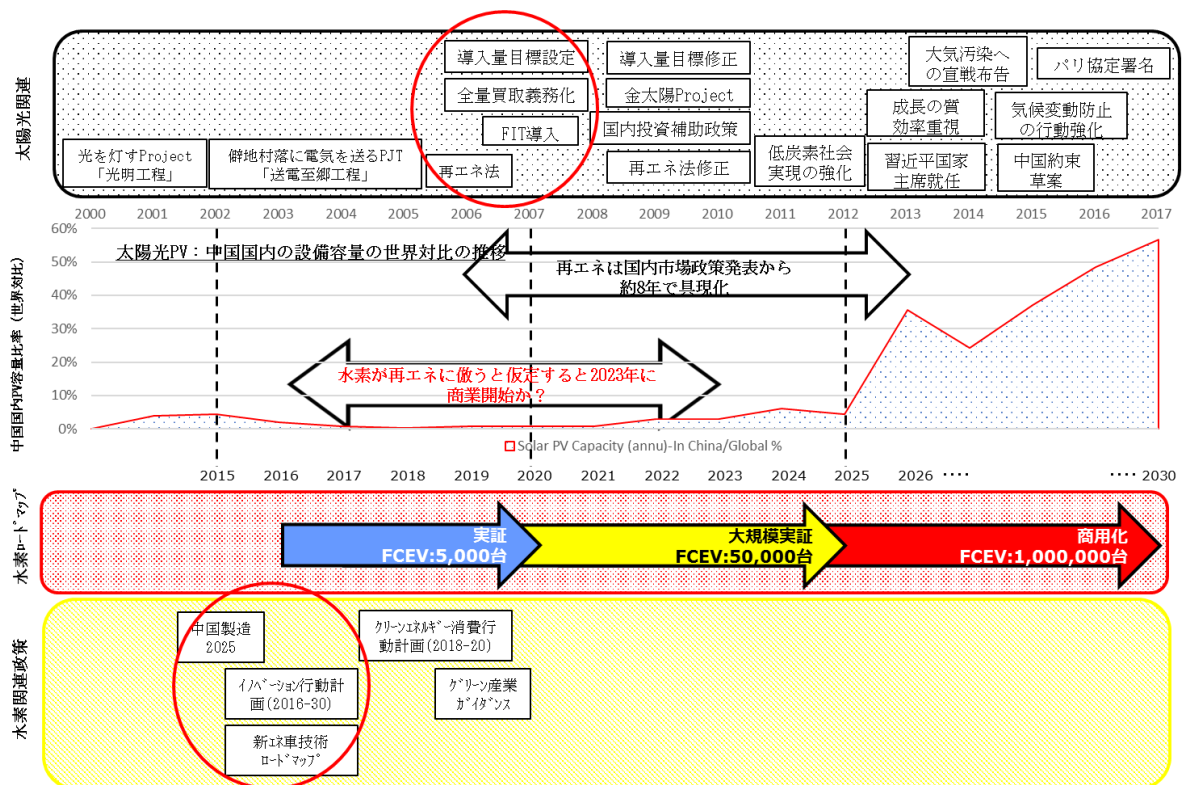 太陽光関連
導入量目標設定
導入量目標修正
大気汚染へ
の宣戦布告
パリ協定署名
全量買取義務化
金太陽Project
成長の質
効率重視
気候変動防止
の行動強化
FIT導入
国内投資補助政策
光を灯すProject
「光明工程」
僻地村落に電気を送るPJT
「送電至郷工程」
再エネ法
再エネ法修正
低炭素社会
実現の強化
習近平国家
主席就任
中国約束
草案
2000 2001 2002 2003 2004 2005 2006 2007 2008 2009 2010 2011 2012 2013 2014 2015 2016 2017
中国国内PV容量比率（世界対比）
60%
50%
40%
30%
20%
10%
0%
太陽光PV：中国国内の設備容量の世界対比の推移
再エネは国内市場政策発表から
約8年で具現化
水素が再エネに倣うと仮定すると2023年に
商業開始か？
Solar PV Capacity (annu)-In China/Global %
2015 2016 2017 2018 2019 2020 2021 2022 2023 2024 2025 2026 ‥‥ ‥‥ 2030
水素ﾛｰﾄﾞﾏｯﾌﾟ
実証
FCEV:5,000台
大規模実証
FCEV:50,000台
商用化
FCEV:1,000,000台
水素関連政策
中国製造
2025
ｸﾘｰﾝｴﾈﾙｷﾞｰ消費行
動計画(2018-20)
ｲﾉﾍﾞｰｼｮﾝ行動計
画(2016-30)
ｸﾞﾘｰﾝ産業
ｶﾞｲﾀﾞﾝｽ
新ｴﾈ車技術
ﾛｰﾄﾞﾏｯﾌﾟ